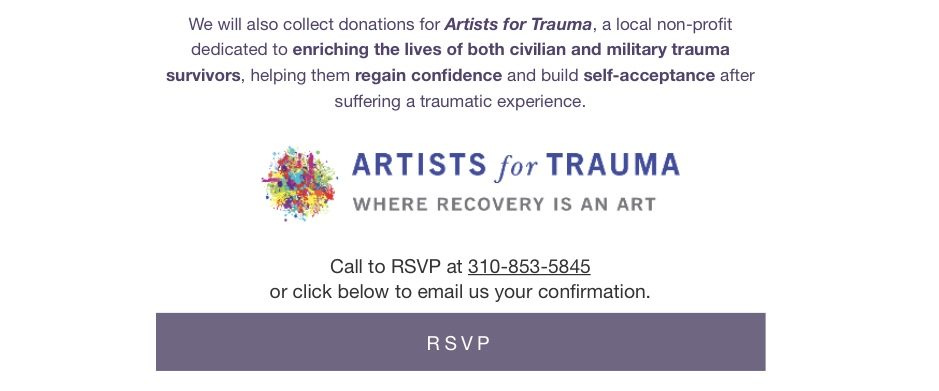 We will also collect donations for Artists for Trauma, a local non-profit
dedicated to enriching the lives of both civilian and military trauma
survivors, helping them regain confidence and build self-acceptance after
suffering a traumatic experience.
ARTISTS for TRAUMA
WHERE RECOVERY IS AN ART
Call to RSVP at 310-853-5845
or click below to email us your confirmation.
RSVP